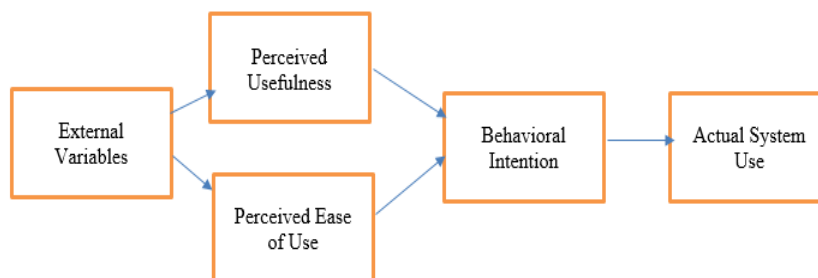 Perceived
Usefulness
External
Variables
Behavioral
Intention
Actual System
Use
Perceived Ease
of Use